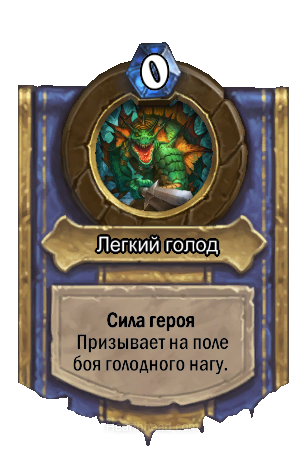 0
Легкий голод
Сила героя
Призывает на поле
боя голодного нагу.